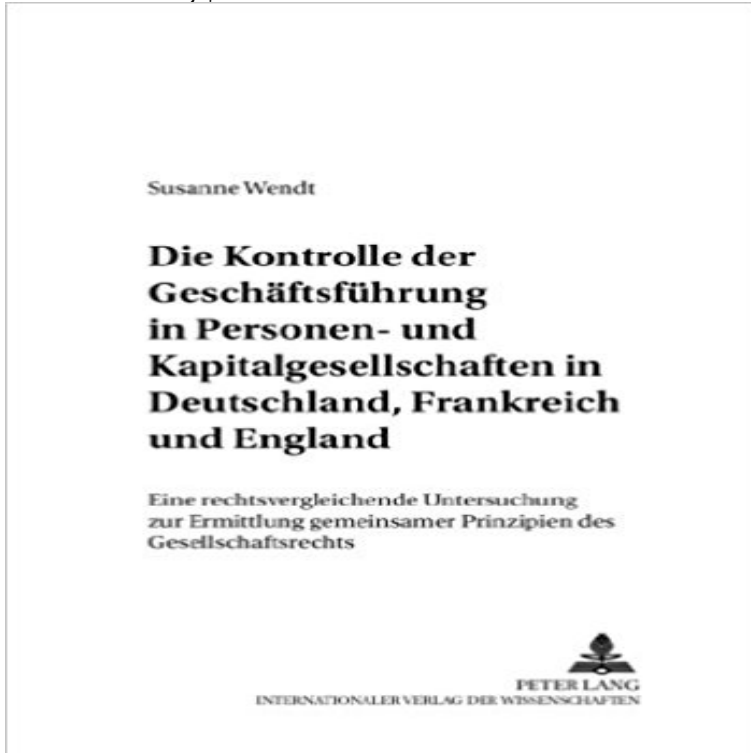 Susanne Wendt
Die Kontrolle der
Geschäftsführung
in Personen- und
Kapitalgesellschaften in
Deutschland, Frankreich
und England
Eine rechtsvergleichende Untersuchung
zur Ermittlung gemeinsamer Prinzipien des
Gesellschaftsrechts
PETER LANG
INTERNATIONALER VERLAG DER WISSENSCHAFTEN